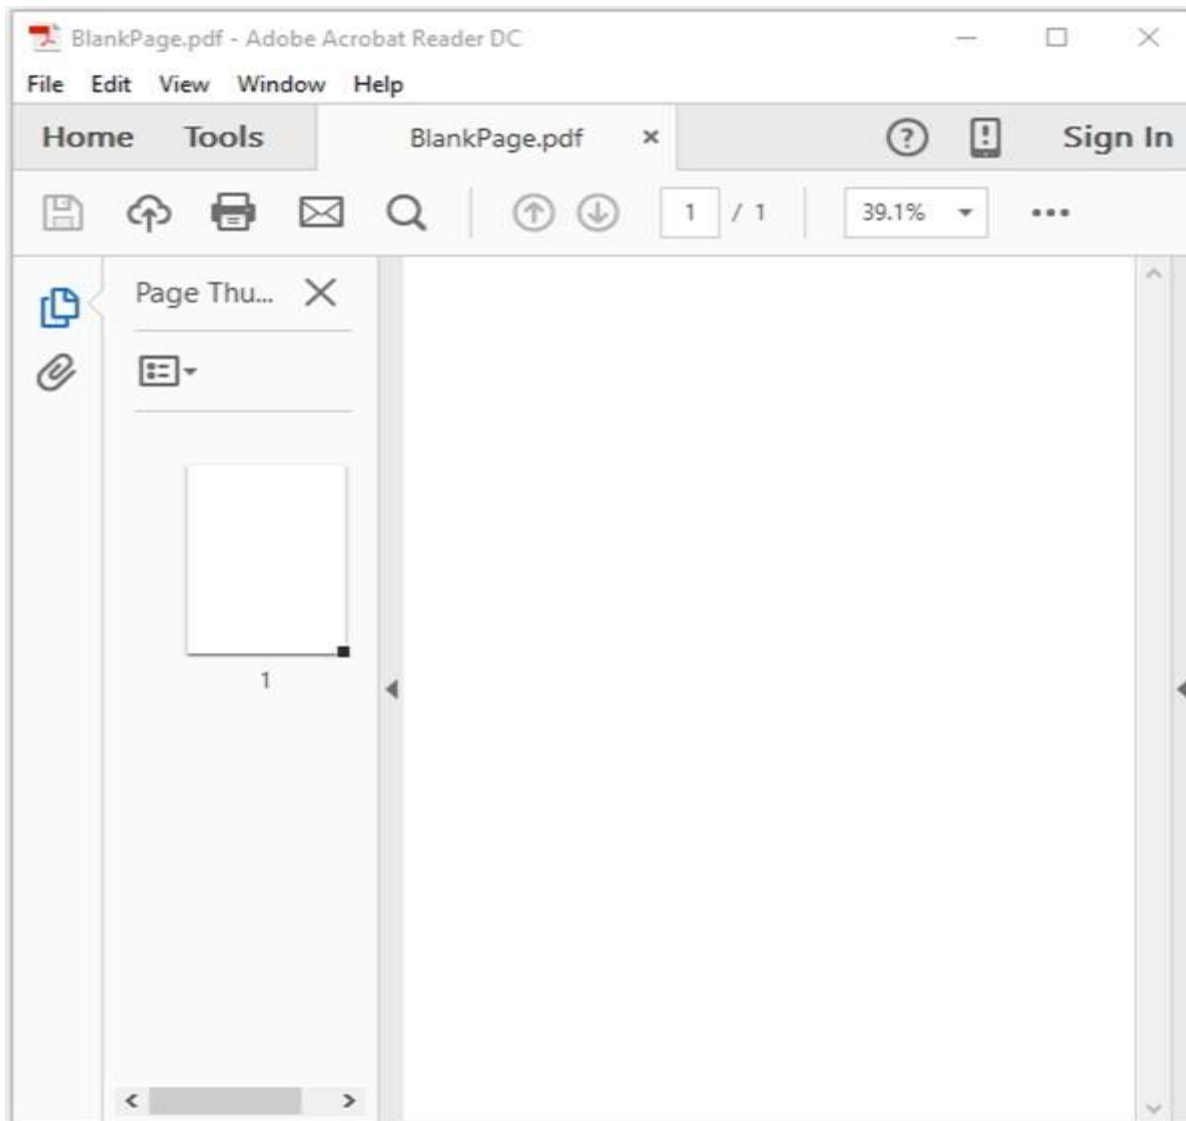 BlankPage.pdf - Adobe Acrobat Reader DC
File Edit View Window Help
Home Tools BlankPage.pdf × ? ! Sign In
1 / 1 39.1% •••
Page Thu...
1